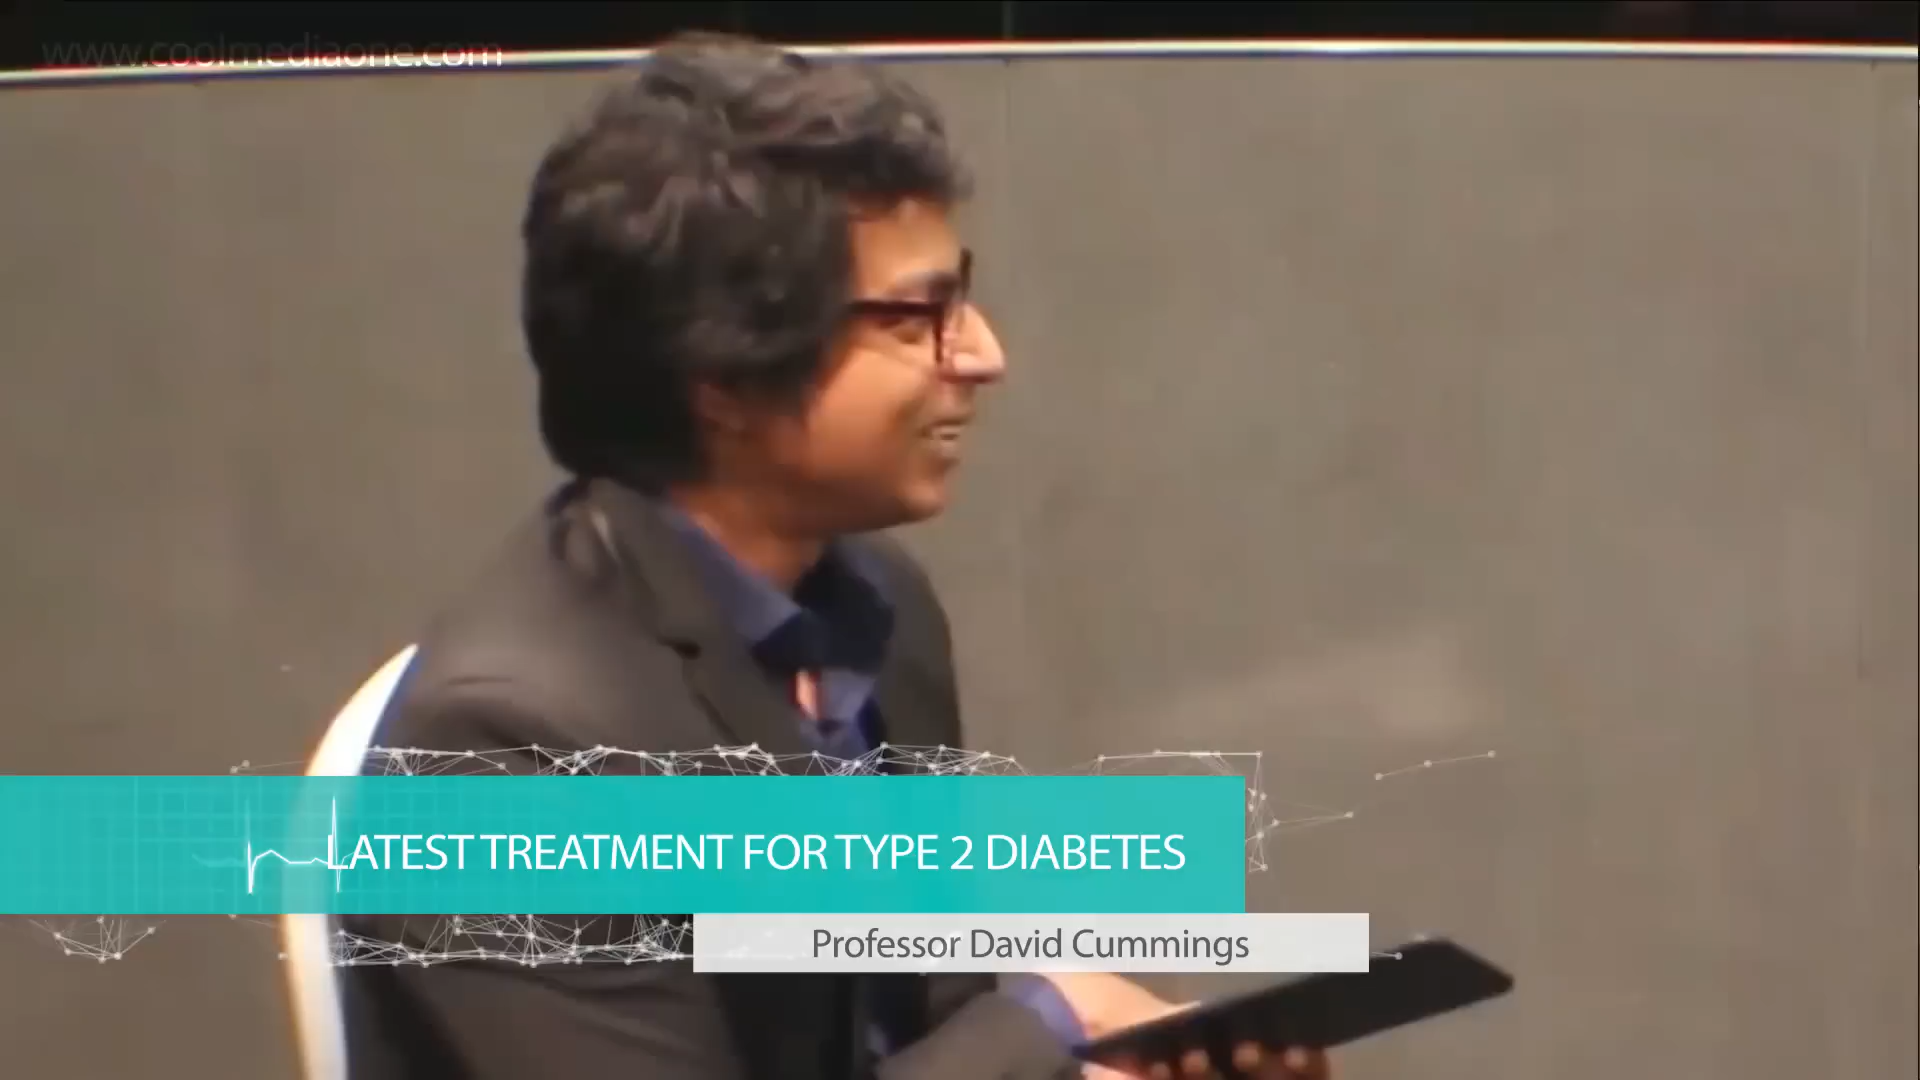 www.coolmediaone.com
LATEST TREATMENT FOR TYPE 2 DIABETES
Professor David Cummings